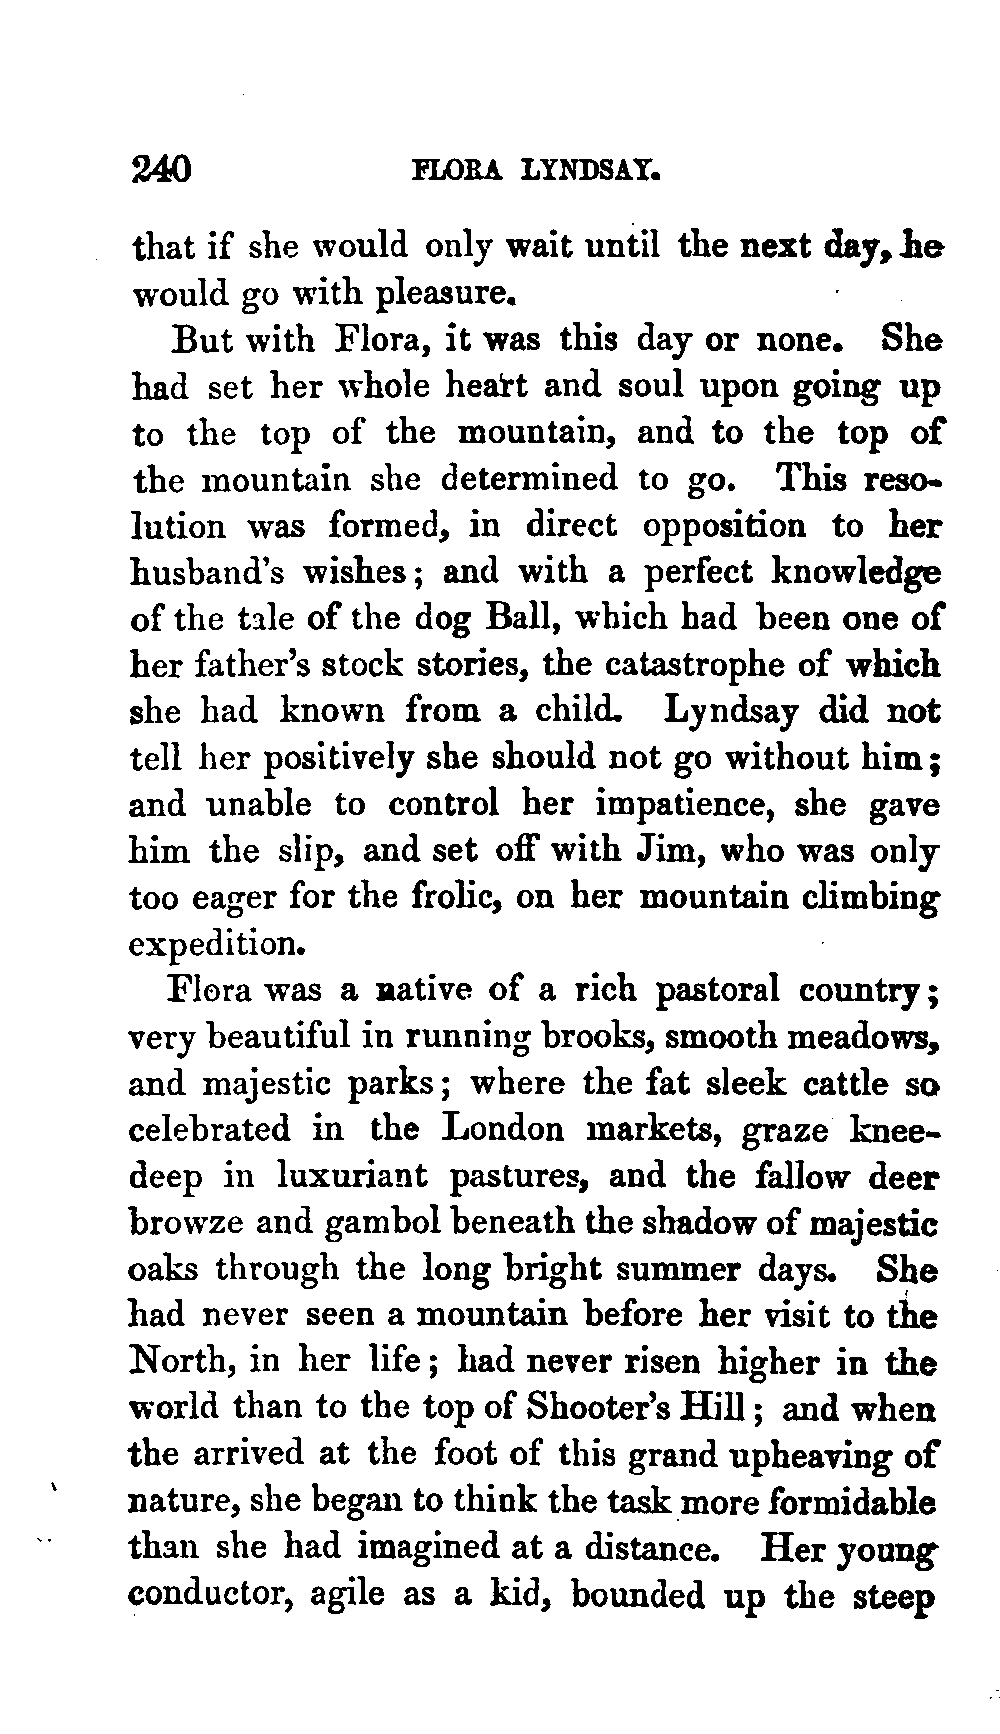 240 FLORA LYNDSAY.
that if she would only wait until the next day, he
would go with pleasure.
But with Flora, it was this day or none. She
had set her whole heart and soul upon going up
to the top of the mountain, and to the top of
the mountain she determined to go. This reso-
lution was formed, in direct opposition to her
husband's wishes; and with a perfect knowledge
of the tale of the dog Ball, which had been one of
her father's stock stories, the catastrophe of which
she had known from a child. Lyndsay did not
tell her positively she should not go without him;
and unable to control her impatience, she gave
him the slip, and set off with Jim, who was only
too eager for the frolic, on her mountain climbing
expedition.
Flora was a native of a rich pastoral country;
very beautiful in running brooks, smooth meadows,
and majestic parks; where the fat sleek cattle so
celebrated in the London markets, graze knee-
deep in luxuriant pastures, and the fallow deer
browze and gambol beneath the shadow of majestic
oaks through the long bright summer days. She
had never seen a mountain before her visit to the
North, in her life; had never risen higher in the
world than to the top of Shooter's Hill; and when
the arrived at the foot of this grand upheaving of
nature, she began to think the task more formidable
than she had imagined at a distance. Her young
conductor, agile as a kid, bounded up the steep